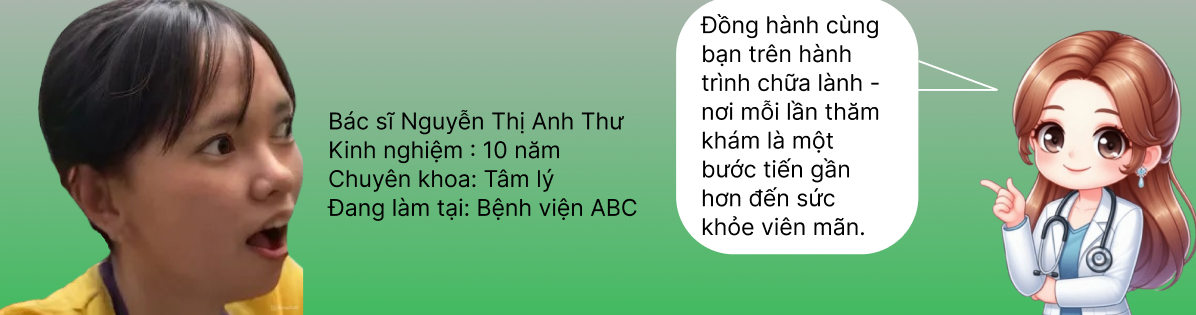 Bác sĩ Nguyễn Thị Anh Thư
Kinh nghiệm : 10 năm
Chuyên khoa: Tâm lý
Đang làm tại: Bệnh viện ABC
Đồng hành cùng
bạn trên hành
trình chữa lành -
nơi mỗi lần thăm
khám là một
bước tiến gần
hơn đến sức
khỏe viên mãn.